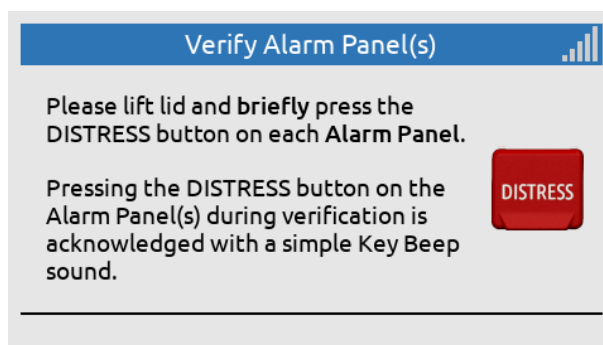 Verify Alarm Panel(s)
Please lift lid and briefly press the
DISTRESS button on each Alarm Panel.
Pressing the DISTRESS button on the
Alarm Panel(s) during verification is
acknowledged with a simple Key Beep
sound.
DISTRESS